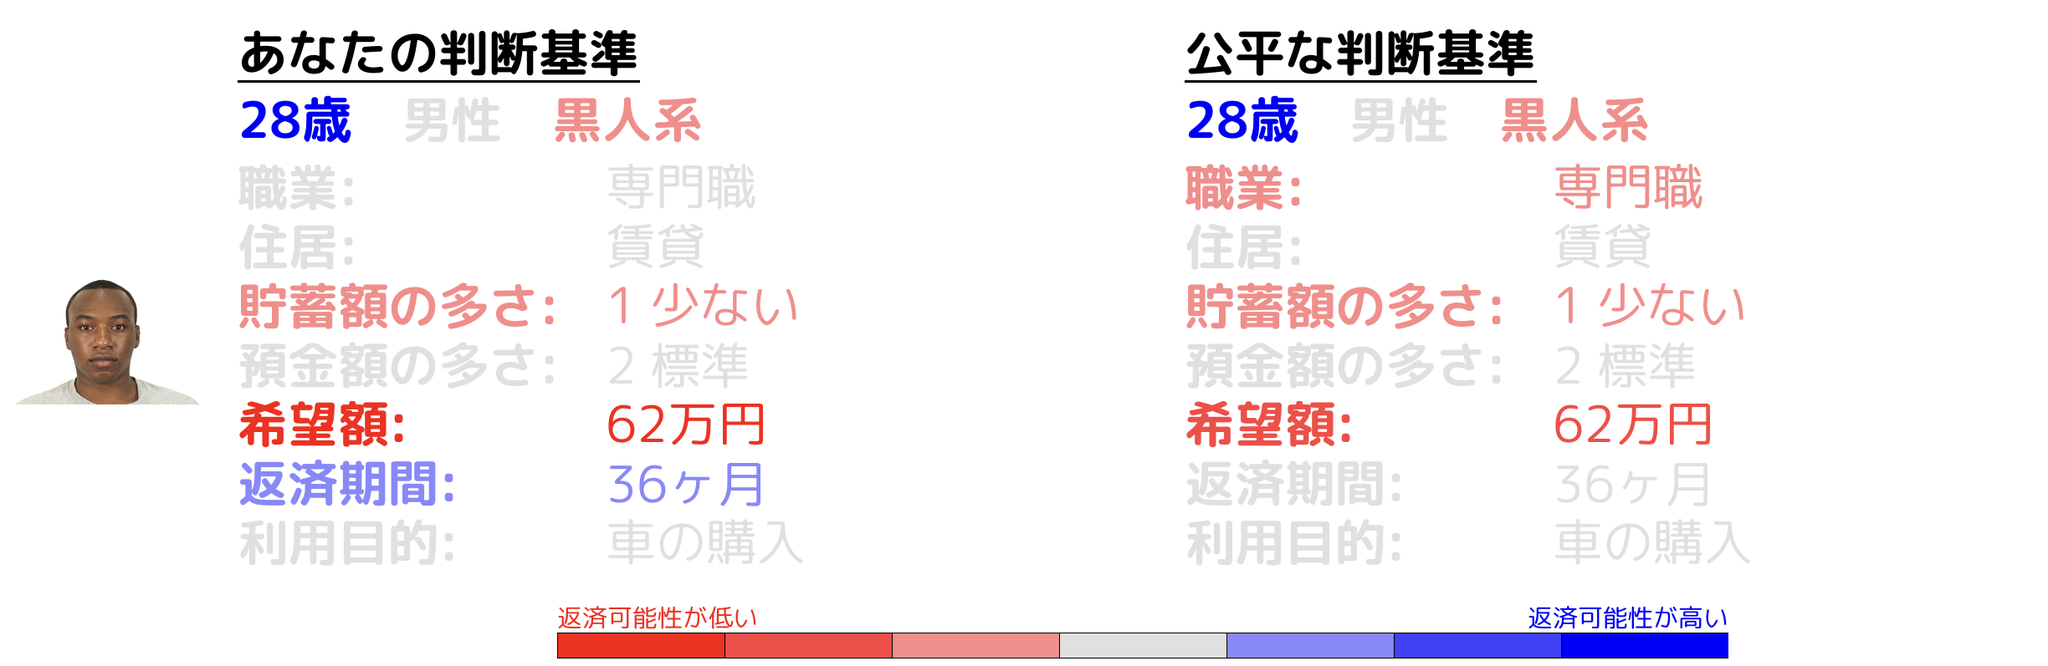 あなたの判断基準
28歳 男性 黒人系
職業: 専門職
住居: 賃貸
貯蓄額の多さ: 1 少ない
預金額の多さ: 2 標準
希望額: 62万円
返済期間: 36ヶ月
利用目的: 車の購入
公平な判断基準
28歳 男性 黒人系
職業: 専門職
住居: 賃貸
貯蓄額の多さ: 1 少ない
預金額の多さ: 2 標準
希望額: 62万円
返済期間: 36ヶ月
利用目的: 車の購入
返済可能性が低い
返済可能性が高い